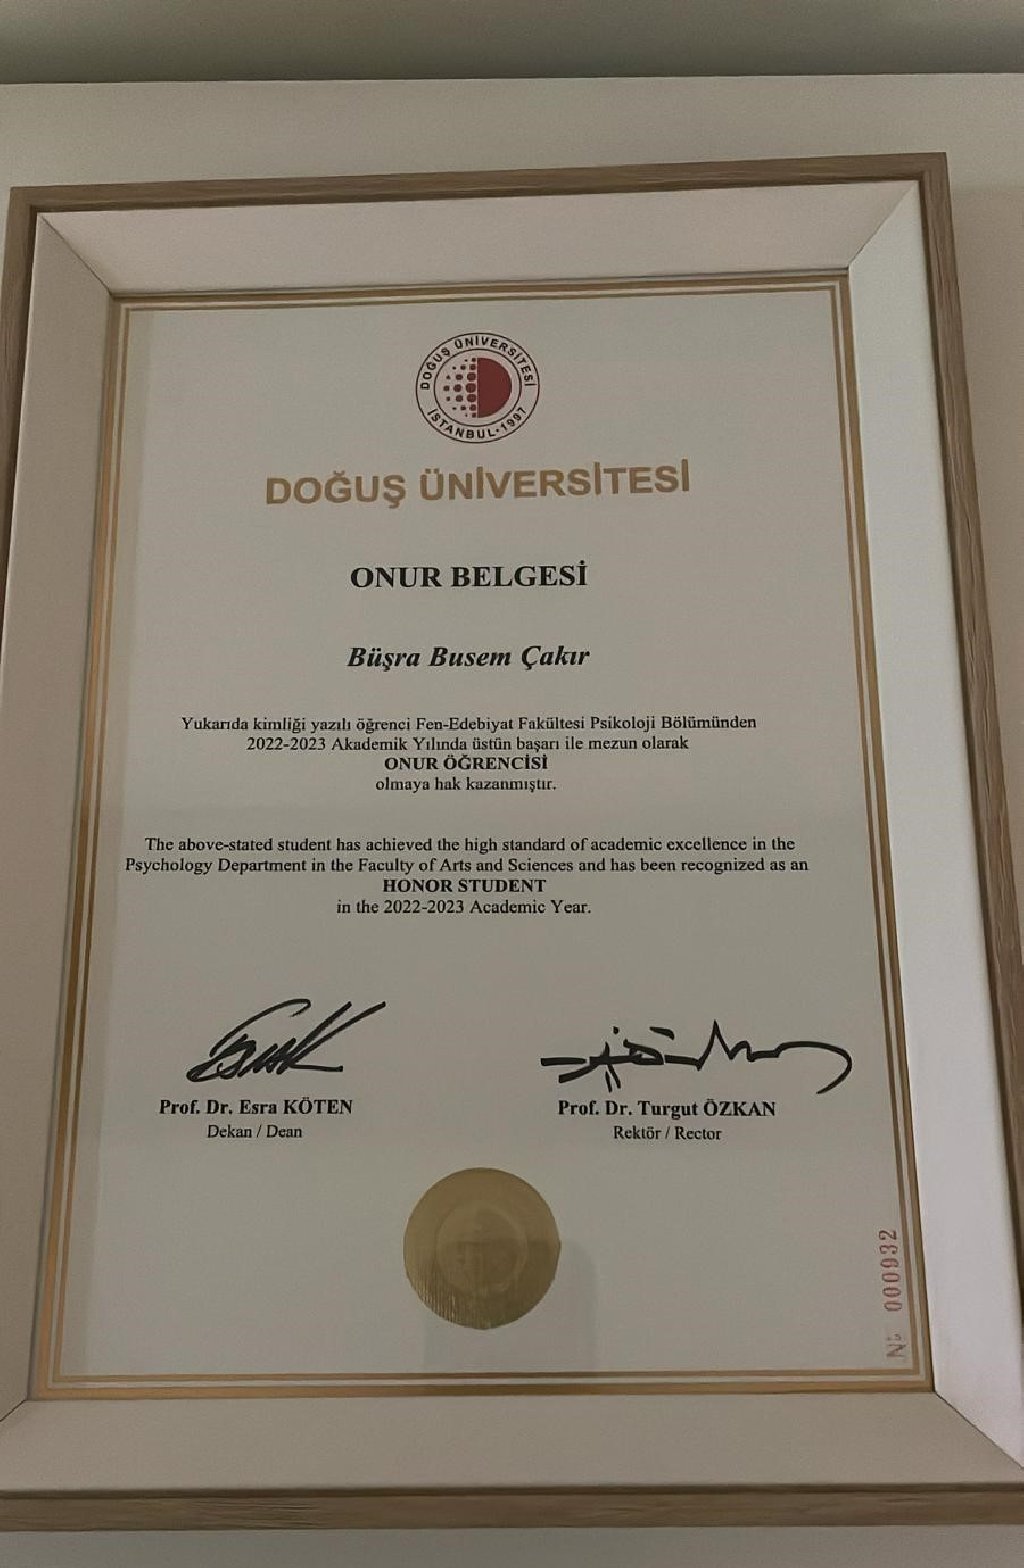 DOĞUŞ ÜNİVERSİTESİ
İSTANBUL·1997
DOĞUŞ ÜNİVERSİTESİ
ONUR BELGESİ
Büşra Busem Çakır
Yukarıda kimliği yazılı öğrenci Fen-Edebiyat Fakültesi Psikoloji Bölümünden
2022-2023 Akademik Yılında üstün başarı ile mezun olarak
ONUR ÖĞRENCİSİ
olmaya hak kazanmıştır.
The above-stated student has achieved the high standard of academic excellence in the
Psychology Department in the Faculty of Arts and Sciences and has been recognized as an
HONOR STUDENT
in the 2022-2023 Academic Year.
Prof. Dr. Esra KÖTEN
Dekan / Dean
Prof. Dr. Turgut ÖZKAN
Rektör / Rector
000932